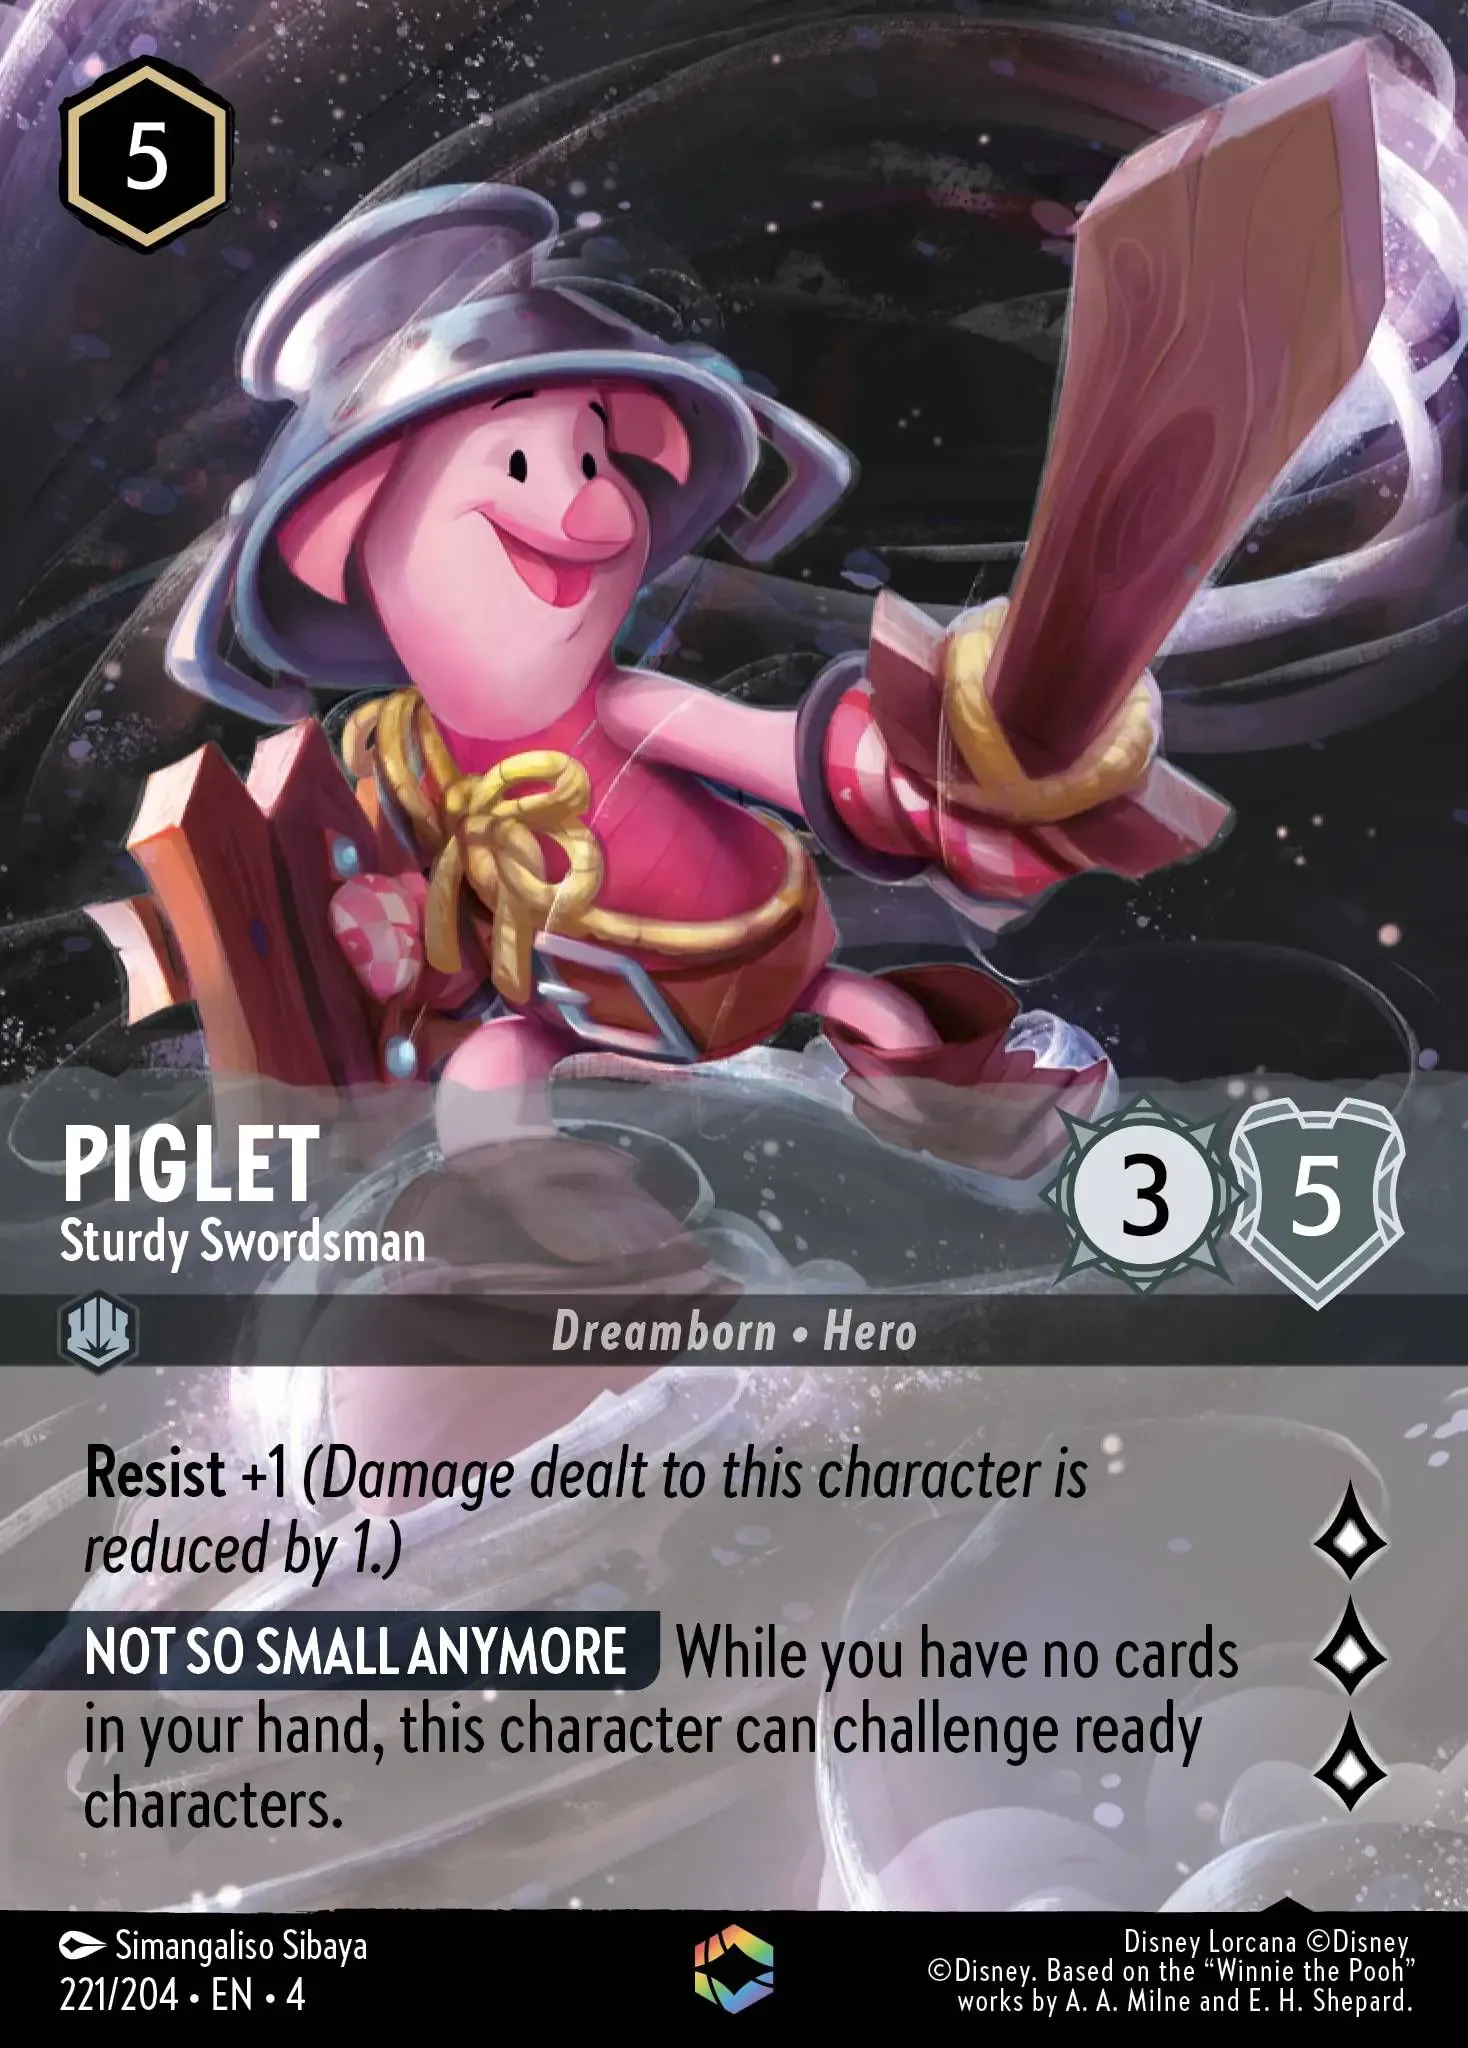 5
PIGLET
Sturdy Swordsman
3
5
Dreamborn • Hero
Resist +1 (Damage dealt to this character is
reduced by 1.)
NOT SO SMALL ANYMORE While you have no cards
in your hand, this character can challenge ready
characters.
Simangaliso Sibaya
221/204 • EN • 4
Disney Lorcana ©Disney
©Disney. Based on the “Winnie the Pooh”
works by A. A. Milne and E. H. Shepard.